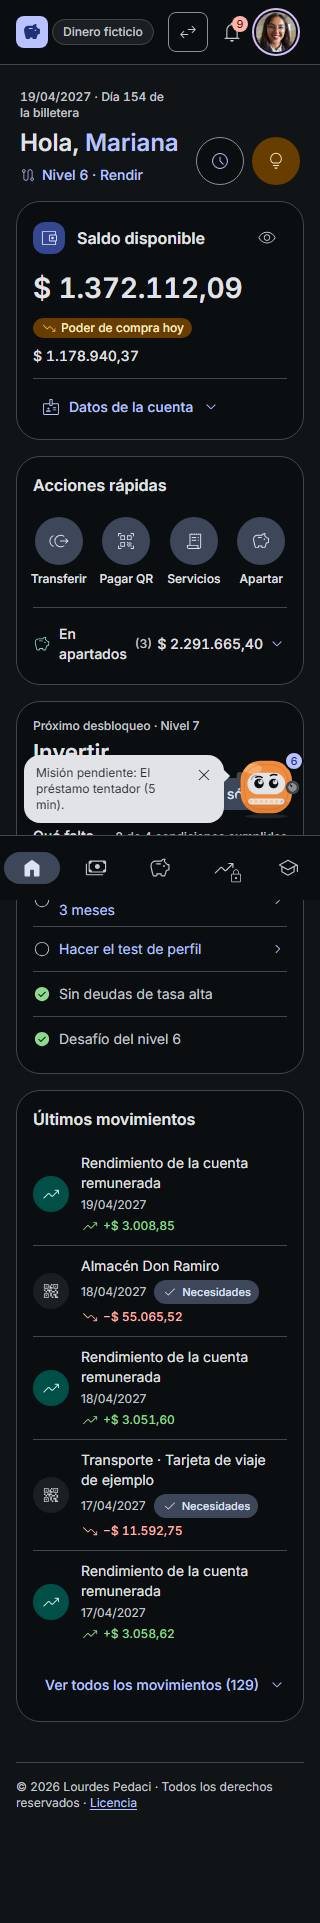 Dinero ficticio
9
19/04/2027 · Día 154 de
la billetera
Hola, Mariana
Nivel 6 · Rendir
Saldo disponible
$ 1.372.112,09
Poder de compra hoy
$ 1.178.940,37
Datos de la cuenta
Acciones rápidas
Transferir Pagar QR Servicios Apartar
En
apartados
(3) $ 2.291.665,40
Próximo desbloqueo · Nivel 7
Invertir
Misión pendiente: El
préstamo tentador (5
min).
6
3 meses
Hacer el test de perfil
Sin deudas de tasa alta
Desafío del nivel 6
Últimos movimientos
Rendimiento de la cuenta
remunerada
19/04/2027
+$ 3.008,85
Almacén Don Ramiro
18/04/2027 Necesidades
−$ 55.065,52
Rendimiento de la cuenta
remunerada
18/04/2027
+$ 3.051,60
Transporte · Tarjeta de viaje
de ejemplo
17/04/2027 Necesidades
−$ 11.592,75
Rendimiento de la cuenta
remunerada
17/04/2027
+$ 3.058,62
Ver todos los movimientos (129)
© 2026 Lourdes Pedaci · Todos los derechos
reservados · Licencia